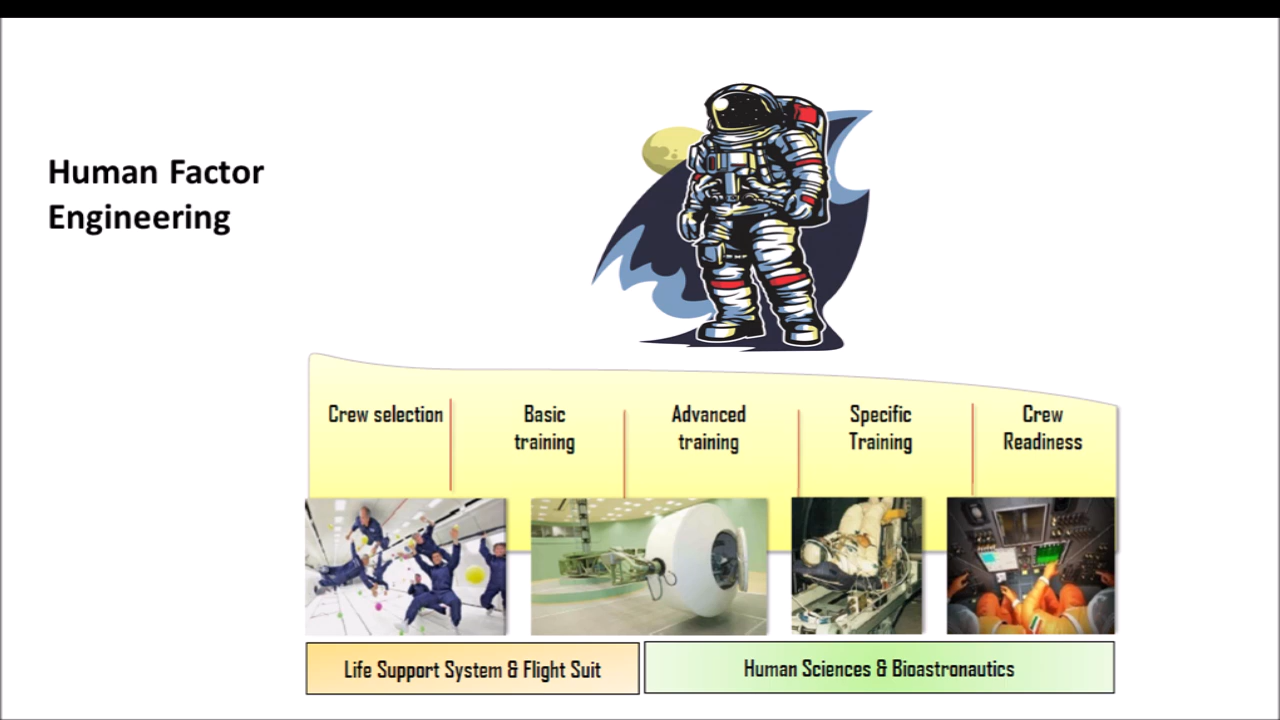 Human Factor
Engineering
Crew selection
Basic
training
Advanced
training
Specific
Training
Crew
Readiness
Life Support System & Flight Suit
Human Sciences & Bioastronautics